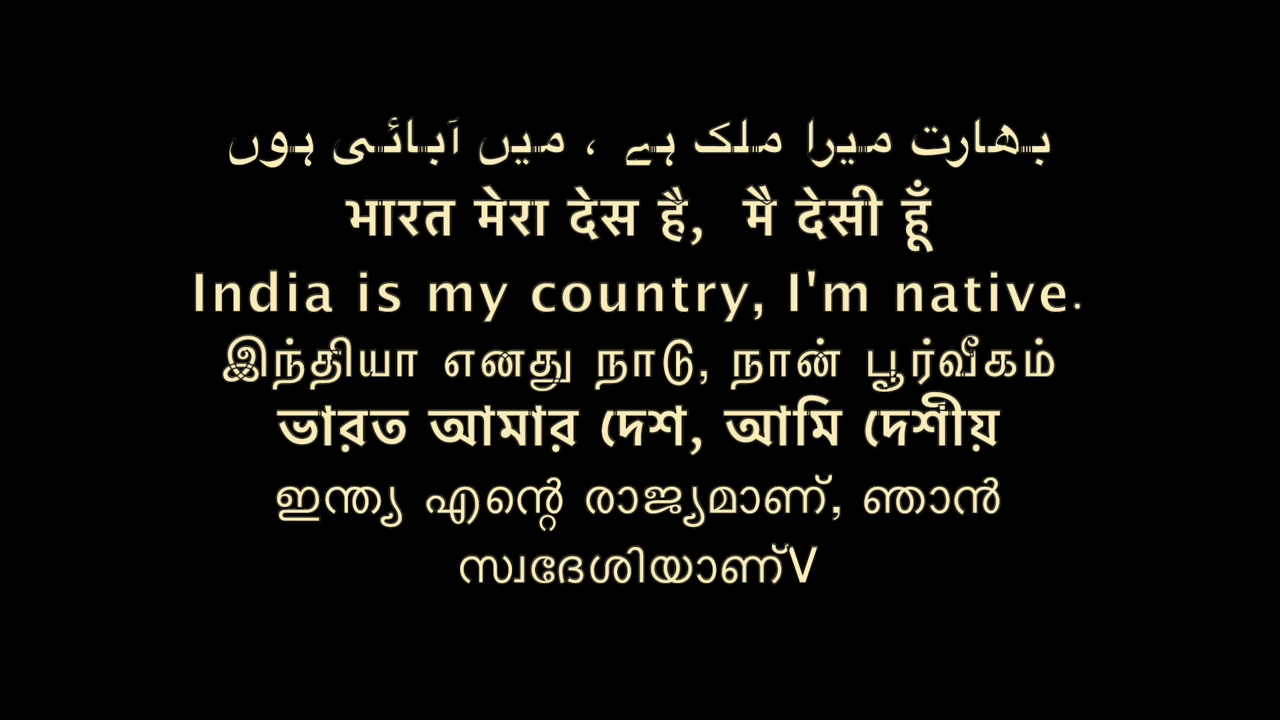 بھارت میرا ملک ہے ، میں آبائی ہوں
भारत मेरा देस है, मै देसी हूँ
India is my country, I'm native.
இந்தியா எனது நாடு, நான் பூர்வீகம்
ভারত আমার দেশ, আমি দেশীয়
ഇന്ത്യ എന്റെ രാജ്യമാണ്, ഞാൻ
സ്വദേശിയാണ്V